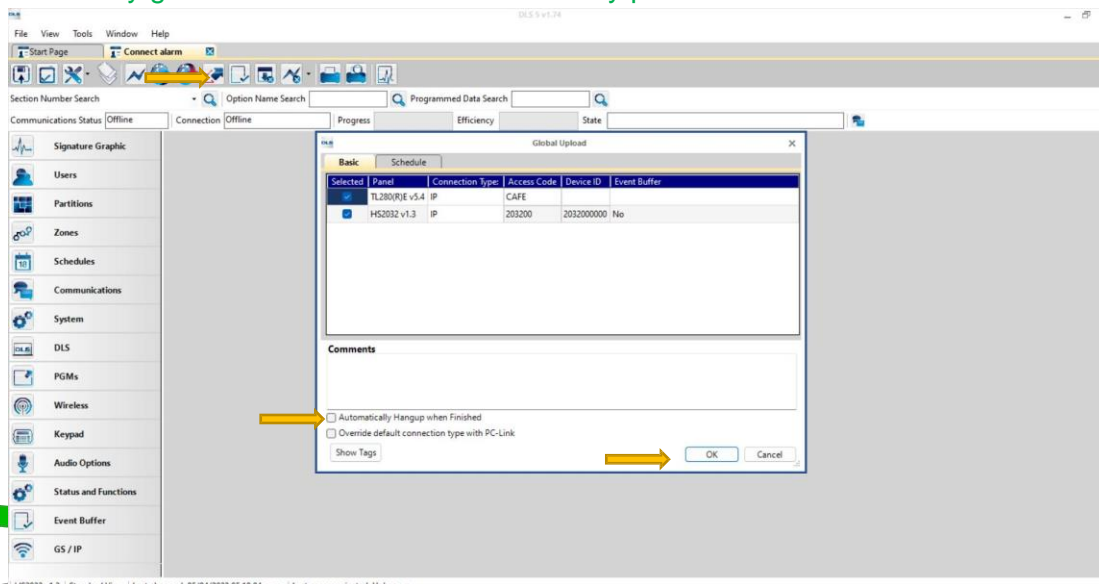 DLS 5 v1.74
File View Tools Window Help
Start Page Connect alarm
Section Number Search Option Name Search Programmed Data Search
Communications Status Offline Connection Offline Progress Efficiency State
Signature Graphic
Users
Partitions
Zones
18
Schedules
Communications
System
DLS
DLS
PGMs
Wireless
Keypad
Audio Options
Status and Functions
Event Buffer
GS / IP
Global Upload
Basic Schedule
Selected Panel Connection Type: Access Code Device ID Event Buffer
TL280(R)E v5.4 IP CAFE
HS2032 v1.3 IP 203200 2032000000 No
Comments
Automatically Hangup when Finished
Override default connection type with PC-Link
Show Tags OK Cancel